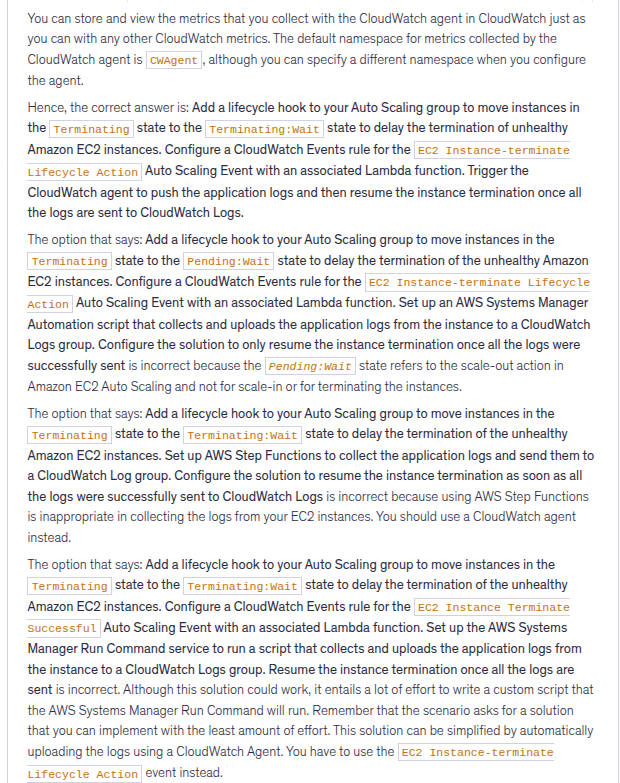 You can store and view the metrics that you collect with the CloudWatch agent in CloudWatch just as
you can with any other CloudWatch metrics. The default namespace for metrics collected by the
CloudWatch agent is CWAgent, although you can specify a different namespace when you configure
the agent.
Hence, the correct answer is: Add a lifecycle hook to your Auto Scaling group to move instances in
the Terminating state to the Terminating:Wait state to delay the termination of unhealthy
Amazon EC2 instances. Configure a CloudWatch Events rule for the EC2 Instance-terminate
Lifecycle Action Auto Scaling Event with an associated Lambda function. Trigger the
CloudWatch agent to push the application logs and then resume the instance termination once all
the logs are sent to CloudWatch Logs.
The option that says: Add a lifecycle hook to your Auto Scaling group to move instances in the
Terminating state to the Pending:Wait state to delay the termination of the unhealthy Amazon
EC2 instances. Configure a CloudWatch Events rule for the EC2 Instance-terminate Lifecycle
Action Auto Scaling Event with an associated Lambda function. Set up an AWS Systems Manager
Automation script that collects and uploads the application logs from the instance to a CloudWatch
Logs group. Configure the solution to only resume the instance termination once all the logs were
successfully sent is incorrect because the Pending:Wait state refers to the scale-out action in
Amazon EC2 Auto Scaling and not for scale-in or for terminating the instances.
The option that says: Add a lifecycle hook to your Auto Scaling group to move instances in the
Terminating state to the Terminating:Wait state to delay the termination of the unhealthy
Amazon EC2 instances. Set up AWS Step Functions to collect the application logs and send them to
a CloudWatch Log group. Configure the solution to resume the instance termination as soon as all
the logs were successfully sent to CloudWatch Logs is incorrect because using AWS Step Functions
is inappropriate in collecting the logs from your EC2 instances. You should use a CloudWatch agent
instead.
The option that says: Add a lifecycle hook to your Auto Scaling group to move instances in the
Terminating state to the Terminating:Wait state to delay the termination of the unhealthy
Amazon EC2 instances. Configure a CloudWatch Events rule for the EC2 Instance Terminate
Successful Auto Scaling Event with an associated Lambda function. Set up the AWS Systems
Manager Run Command service to run a script that collects and uploads the application logs from
the instance to a CloudWatch Logs group. Resume the instance termination once all the logs are
sent is incorrect. Although this solution could work, it entails a lot of effort to write a custom script that
the AWS Systems Manager Run Command will run. Remember that the scenario asks for a solution
that you can implement with the least amount of effort. This solution can be simplified by automatically
uploading the logs using a CloudWatch Agent. You have to use the EC2 Instance-terminate
Lifecycle Action event instead.